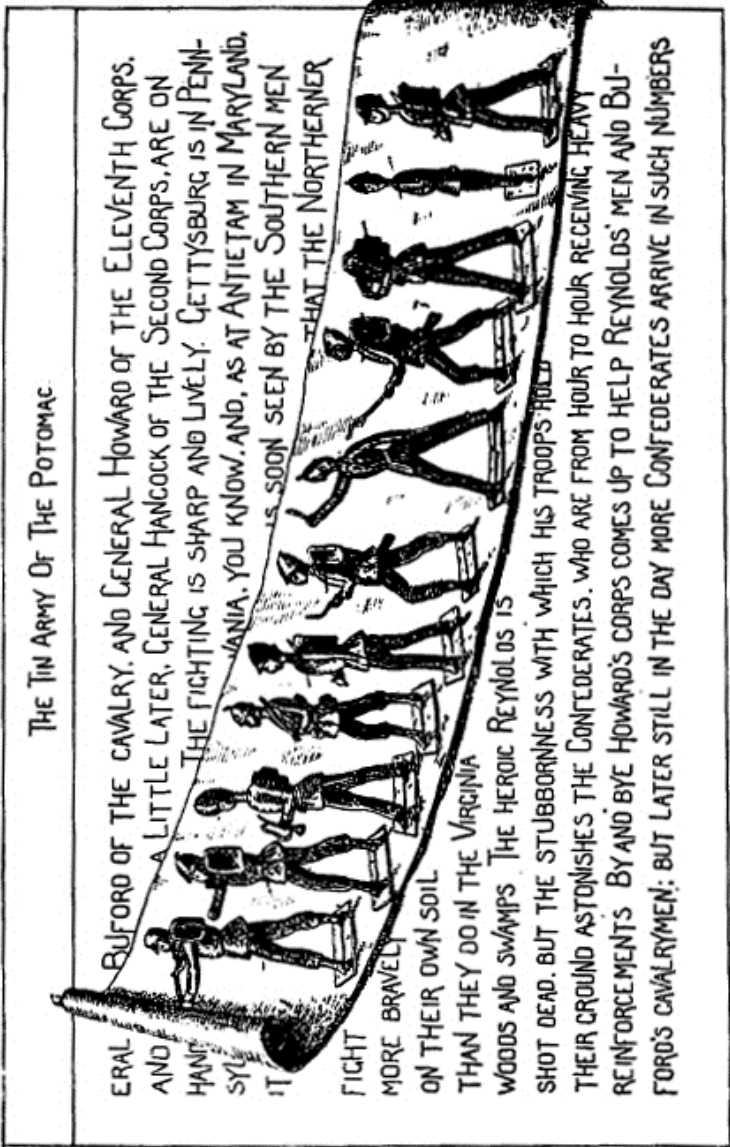 THE TIN ARMY OF THE POTOMAC
ERAL BUFORD OF THE CAVALRY, AND GENERAL HOWARD OF THE ELEVENTH CORPS,
AND A LITTLE LATER, GENERAL HANCOCK OF THE SECOND CORPS, ARE ON
HAND THE FIGHTING IS SHARP AND LIVELY. GETTYSBURG IS IN PENN-
SYL ANIA, YOU KNOW, AND, AS AT ANTIETAM IN MARYLAND,
IT IS SOON SEEN BY THE SOUTHERN MEN
THAT THE NORTHERNER
FIGHT
MORE BRAVELY
ON THEIR OWN SOIL
THAN THEY DO IN THE VIRGINIA
WOODS AND SWAMPS THE HEROIC REYNOLDS IS
SHOT DEAD, BUT THE STUBBORNNESS WITH WHICH HIS TROOPS HOLD
THEIR GROUND ASTONISHES THE CONFEDERATES, WHO ARE FROM HOUR TO HOUR RECEIVING HEAVY
REINFORCEMENTS BY AND BYE HOWARD'S CORPS COMES UP TO HELP REYNOLDS' MEN AND BU-
FORD'S CAVALRYMEN; BUT LATER STILL IN THE DAY MORE CONFEDERATES ARRIVE IN SUCH NUMBERS